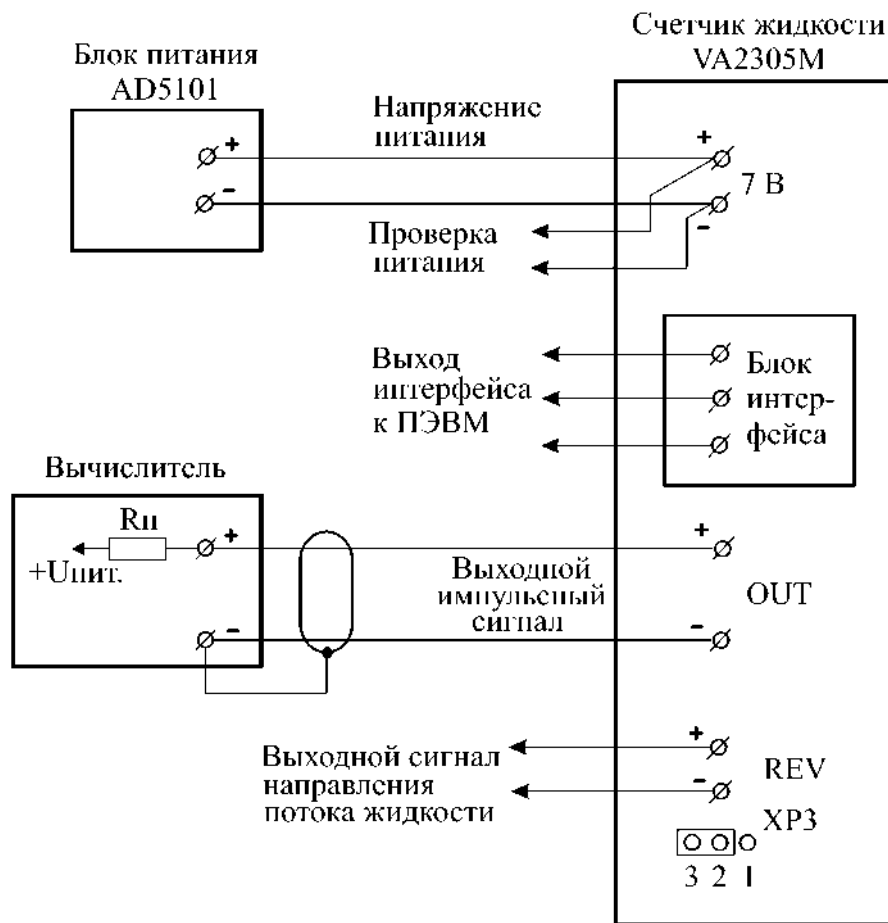 Счетчик жидкости
VA2305M
Блок питания
AD5101
+
-
Напряжение
питания
+
7 В
-
Проверка
питания
Выход
интерфейса
к ПЭВМ
Блок
интер-
фейса
Вычислитель
Rн
+Uпит.
+
-
Выходной
импульсный
сигнал
+
OUT
-
Выходной сигнал
направления
потока жидкости
+
REV
-
XP3
3 2 1